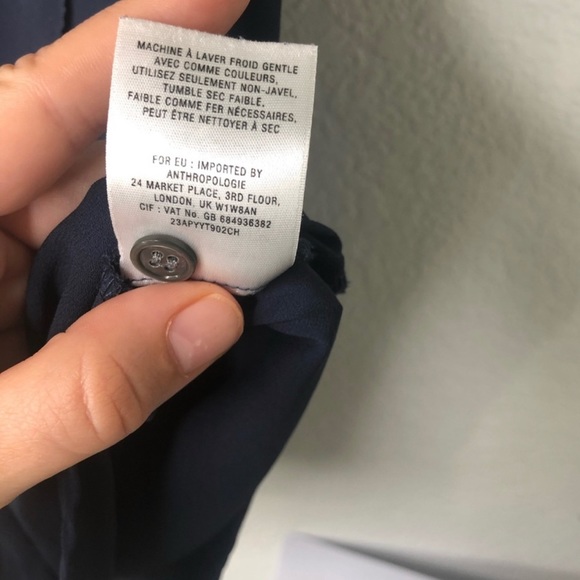 MACHINE À LAVER FROID GENTLE
AVEC COMME COULEURS,
UTILISEZ SEULEMENT NON-JAVEL,
TUMBLE SEC FAIBLE,
FAIBLE COMME FER NÉCESSAIRES,
PEUT ÊTRE NETTOYER À SEC
FOR EU : IMPORTED BY
ANTHROPOLOGIE
24 MARKET PLACE, 3RD FLOOR,
LONDON, UK W1W8AN
CIF : VAT No. GB 684936382
23APYYT902CH